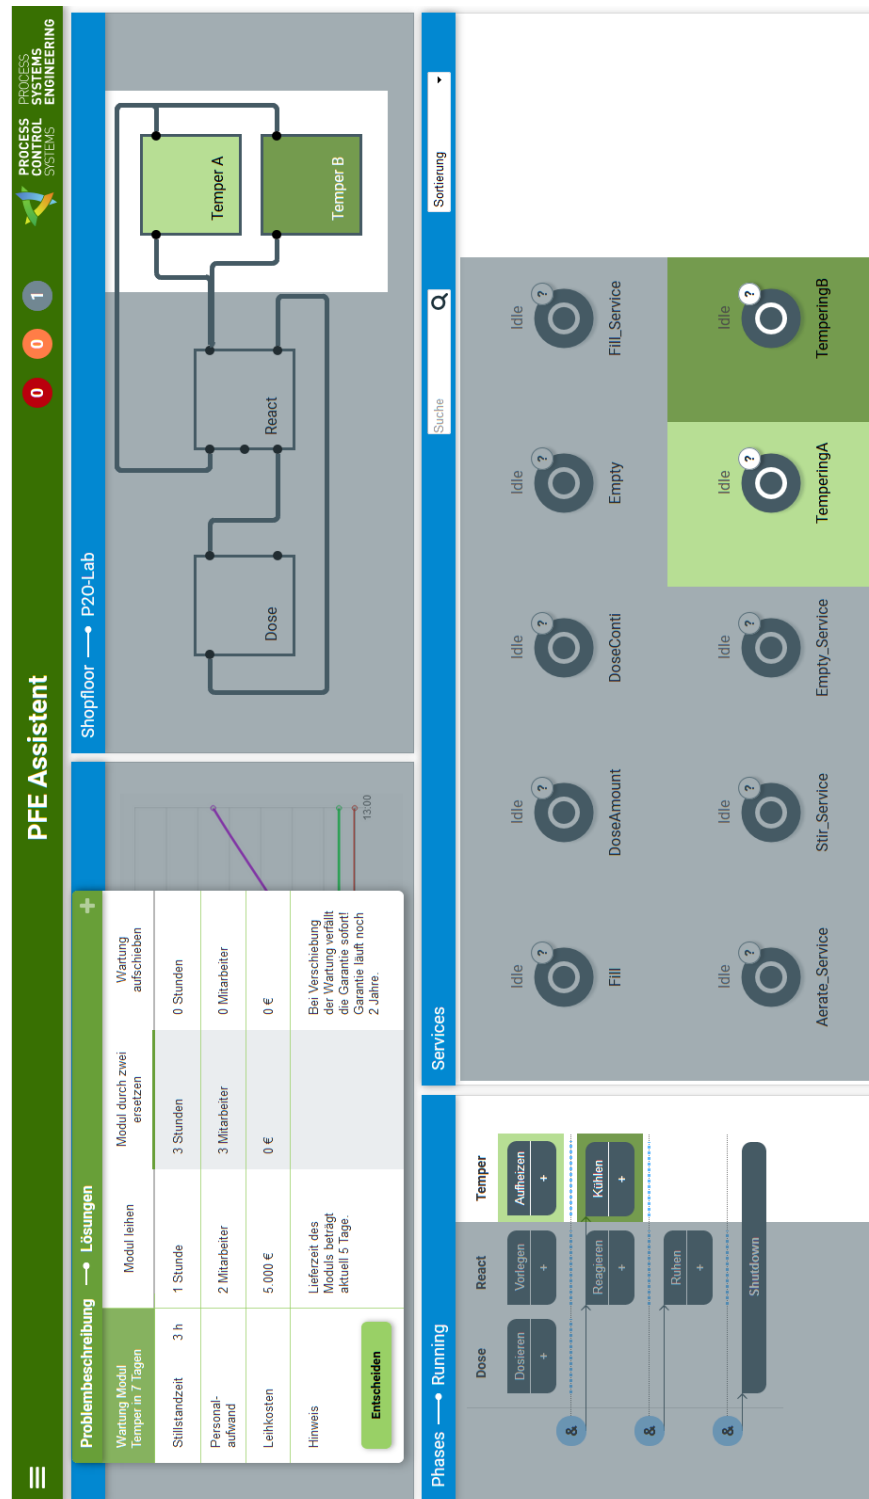 PFE Assistent
0
0
1
PROCESS
CONTROL
SYSTEMS
PROCESS
SYSTEMS
ENGINEERING
Problembeschreibung
Lösungen
+
Wartung Modul
Temper in 7 Tagen
Modul leihen
Modul durch zwei
ersetzen
Wartung
aufschieben
Stillstandzeit
3 h
1 Stunde
3 Stunden
0 Stunden
Personal-
aufwand
2 Mitarbeiter
3 Mitarbeiter
0 Mitarbeiter
Leihkosten
5.000 €
0 €
0 €
Hinweis
Lieferzeit des
Moduls beträgt
aktuell 5 Tage.
Bei Verschiebung
der Wartung verfällt
die Garantie sofort!
Garantie läuft noch
2 Jahre.
Entscheiden
13:00
Shopfloor
P2O-Lab
Dose
React
Temper A
Temper B
Phases
Running
Dose
React
Temper
Dosieren
+
Vorlegen
+
Aufheizen
+
&
Reagieren
+
Kühlen
+
&
Ruhen
+
&
Shutdown
Services
Suche
Sortierung
Idle
?
Fill
Idle
?
DoseAmount
Idle
?
DoseConti
Idle
?
Empty
Idle
?
Fill_Service
Idle
?
Aerate_Service
Idle
?
Stir_Service
Idle
?
Empty_Service
Idle
?
TemperingA
Idle
?
TemperingB